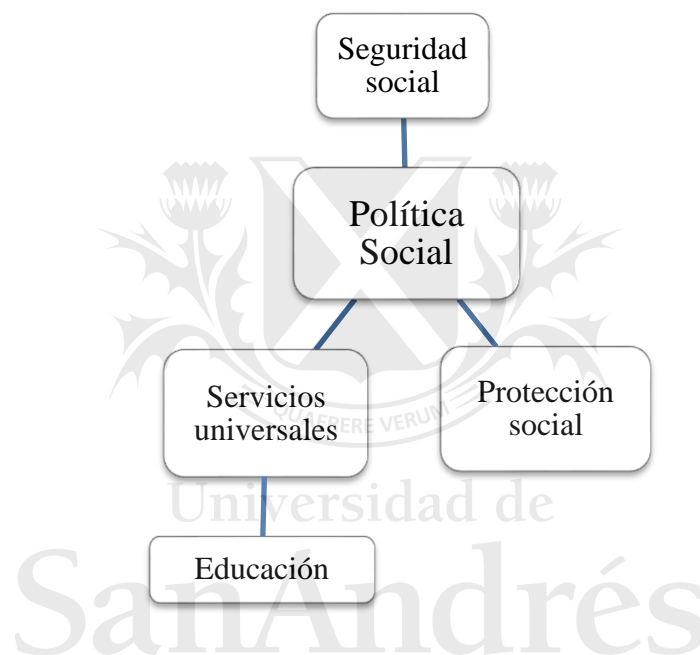 Seguridad
social
Política
Social
Servicios
universales
Protección
social
QUAERERE VERUM
Universidad de
Educación
SanAndrés